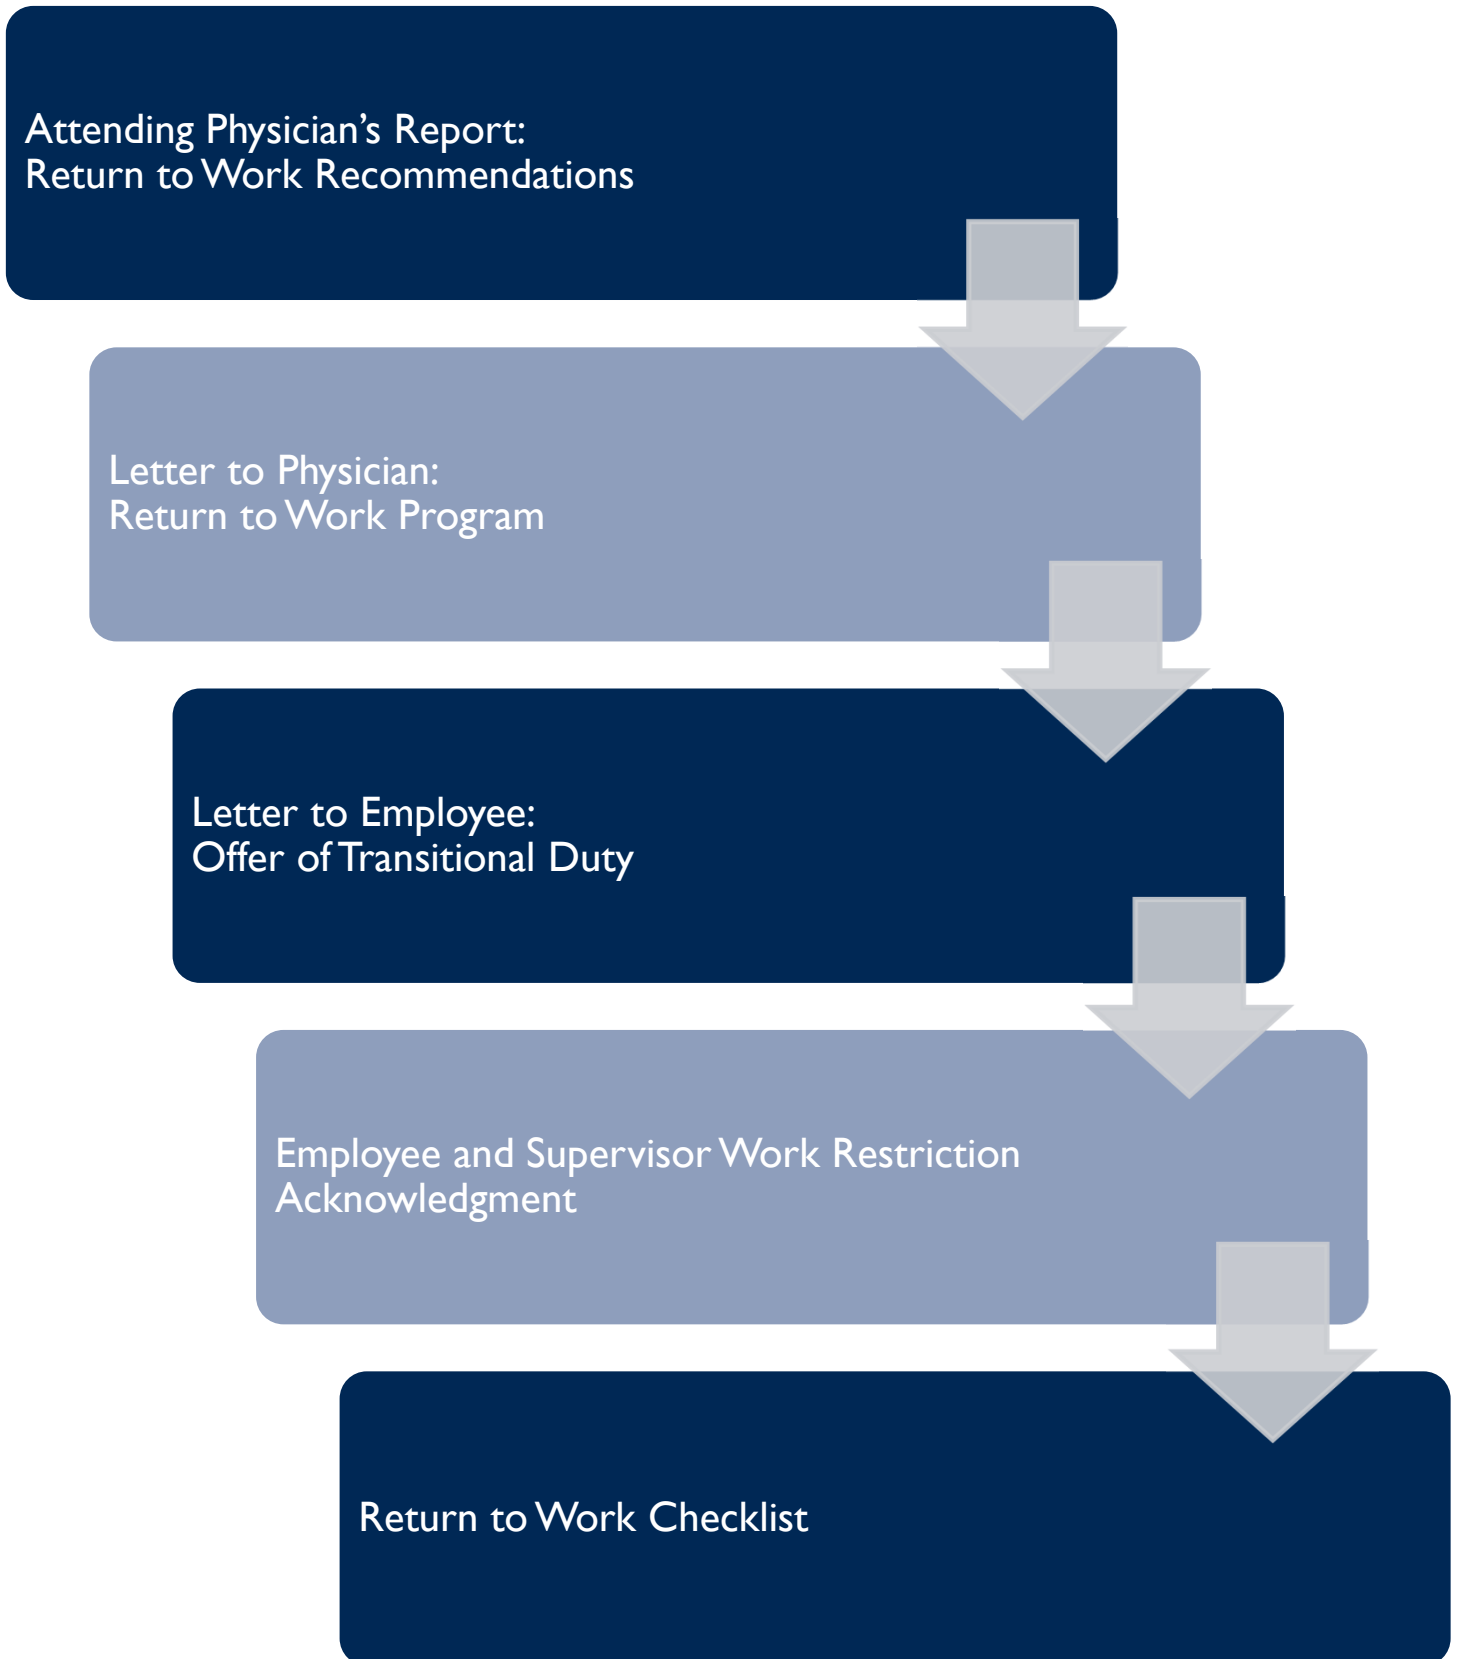 Attending Physician’s Report:
Return to Work Recommendations
Letter to Physician:
Return to Work Program
Letter to Employee:
Offer of Transitional Duty
Employee and Supervisor Work Restriction
Acknowledgment
Return to Work Checklist